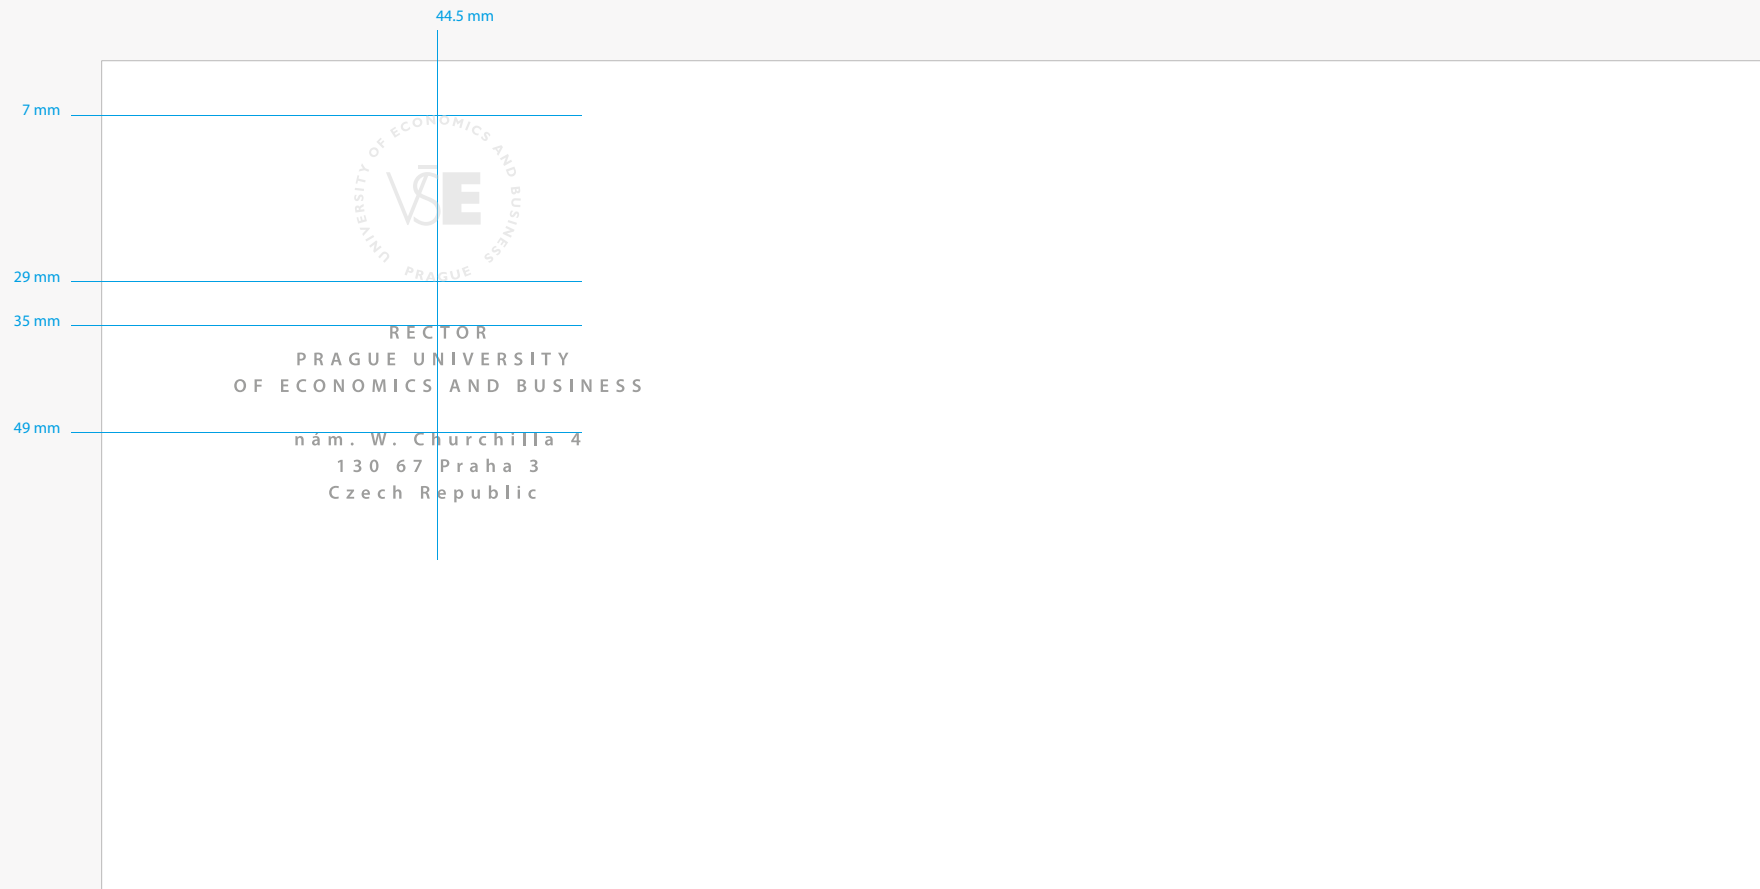 44.5 mm
7 mm
UNIVERSITY OF ECONOMICS AND BUSINESS
VŠE
PRAGUE
29 mm
35 mm
RECTOR
PRAGUE UNIVERSITY
OF ECONOMICS AND BUSINESS
49 mm
nám. W. Churchilla 4
130 67 Praha 3
Czech Republic